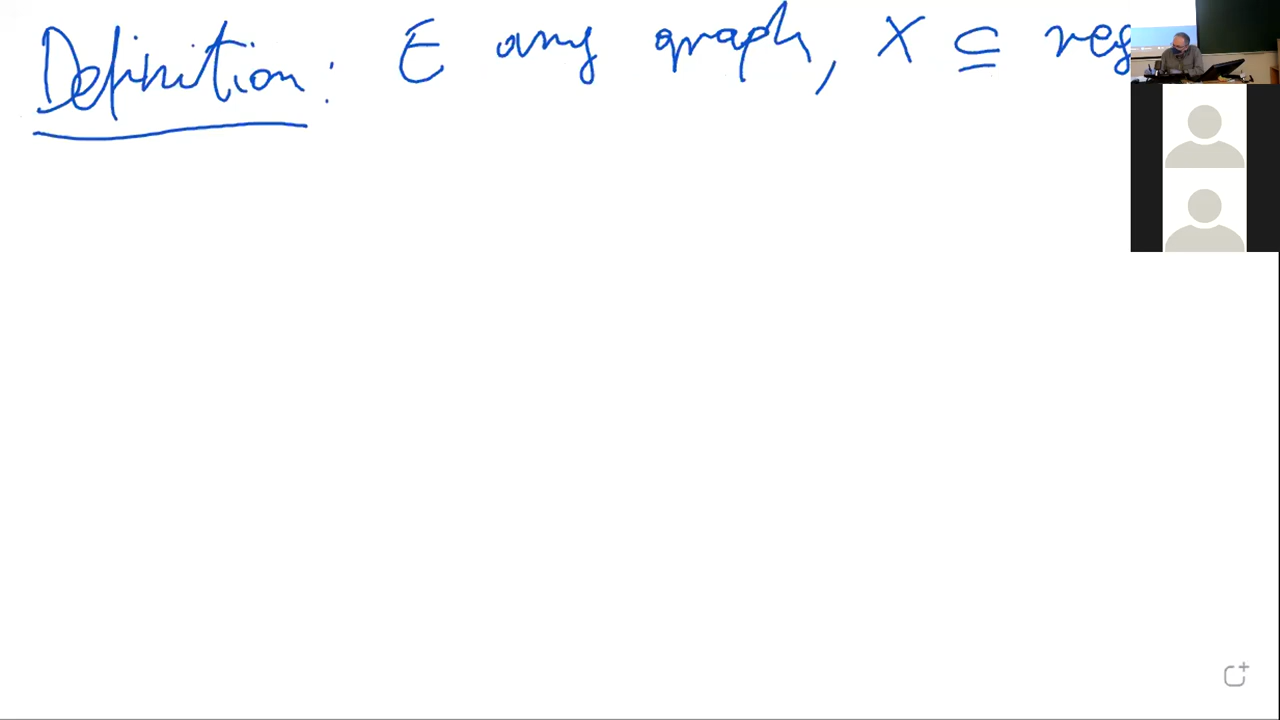 Definition: E any graph, X ⊆ reg